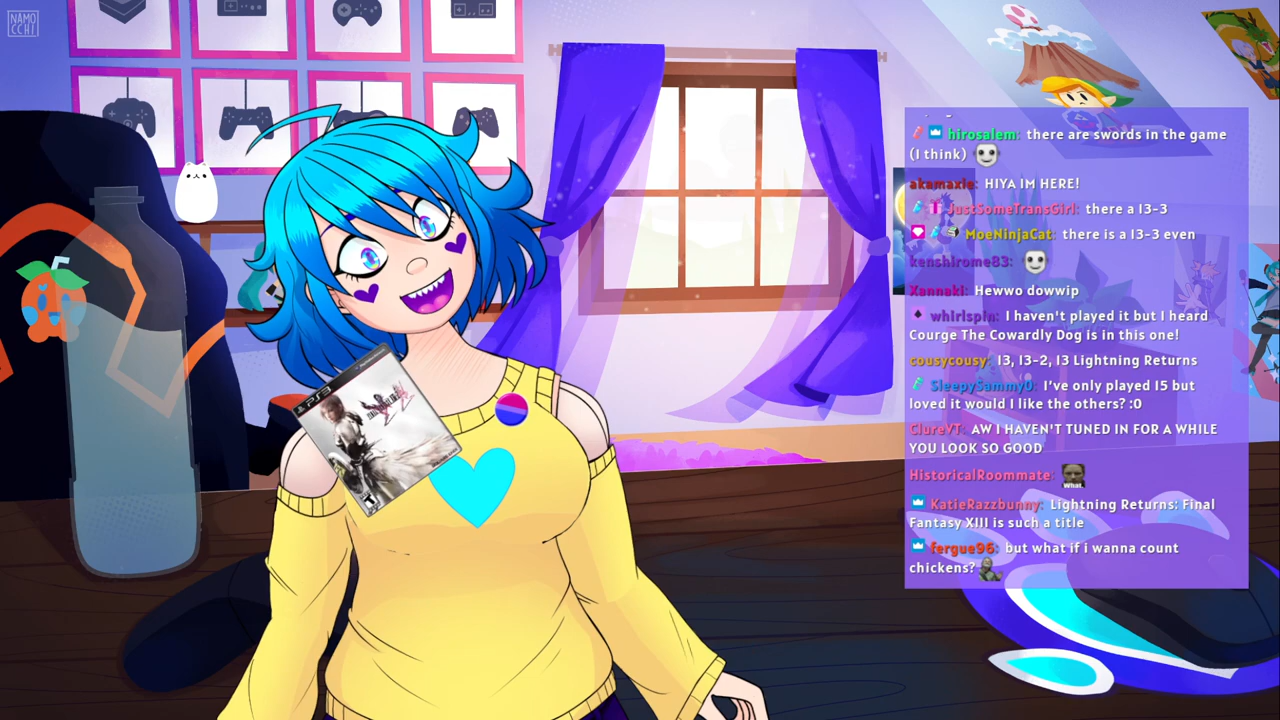 NAMO
CCHI
hirosalem: there are swords in the game
(I think)
akamaxie: HIYA IM HERE!
JustSomeTransGirl: there a 13-3
MoeNinjaCat: there is a 13-3 even
kenshirome83:
Xannaki: Hewwo dowwip
whirlspin: I haven't played it but I heard
Courge The Cowardly Dog is in this one!
cousycousy: 13, 13-2, 13 Lightning Returns
SleepySammy0: I've only played 15 but
loved it would I like the others? :0
ClureVT: AW I HAVEN'T TUNED IN FOR A WHILE
YOU LOOK SO GOOD
HistoricalRoommate:
What.
KatieRazzbunny: Lightning Returns: Final
Fantasy XIII is such a title
fergue96: but what if i wanna count
chickens?
PS3
T